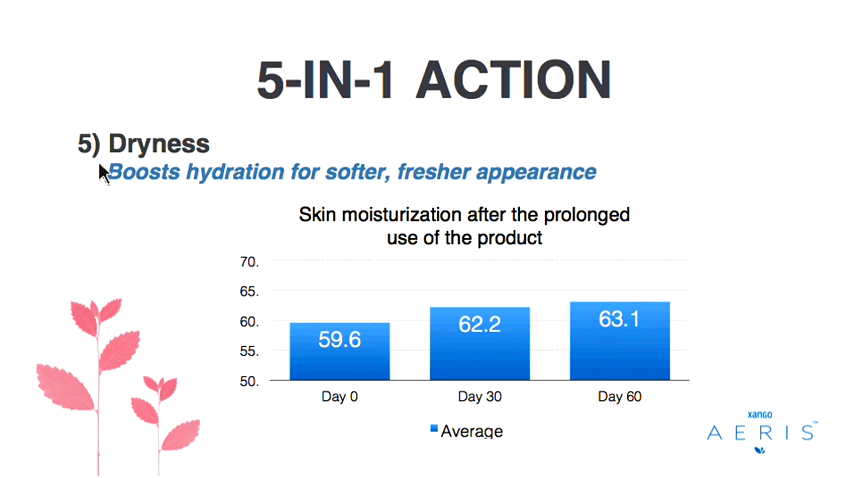 5-IN-1 ACTION
5) Dryness
Boosts hydration for softer, fresher appearance
Skin moisturization after the prolonged
use of the product
70.
65.
60.
55.
50.
59.6
62.2
63.1
Day 0
Day 30
Day 60
Average
xango
AERIS™